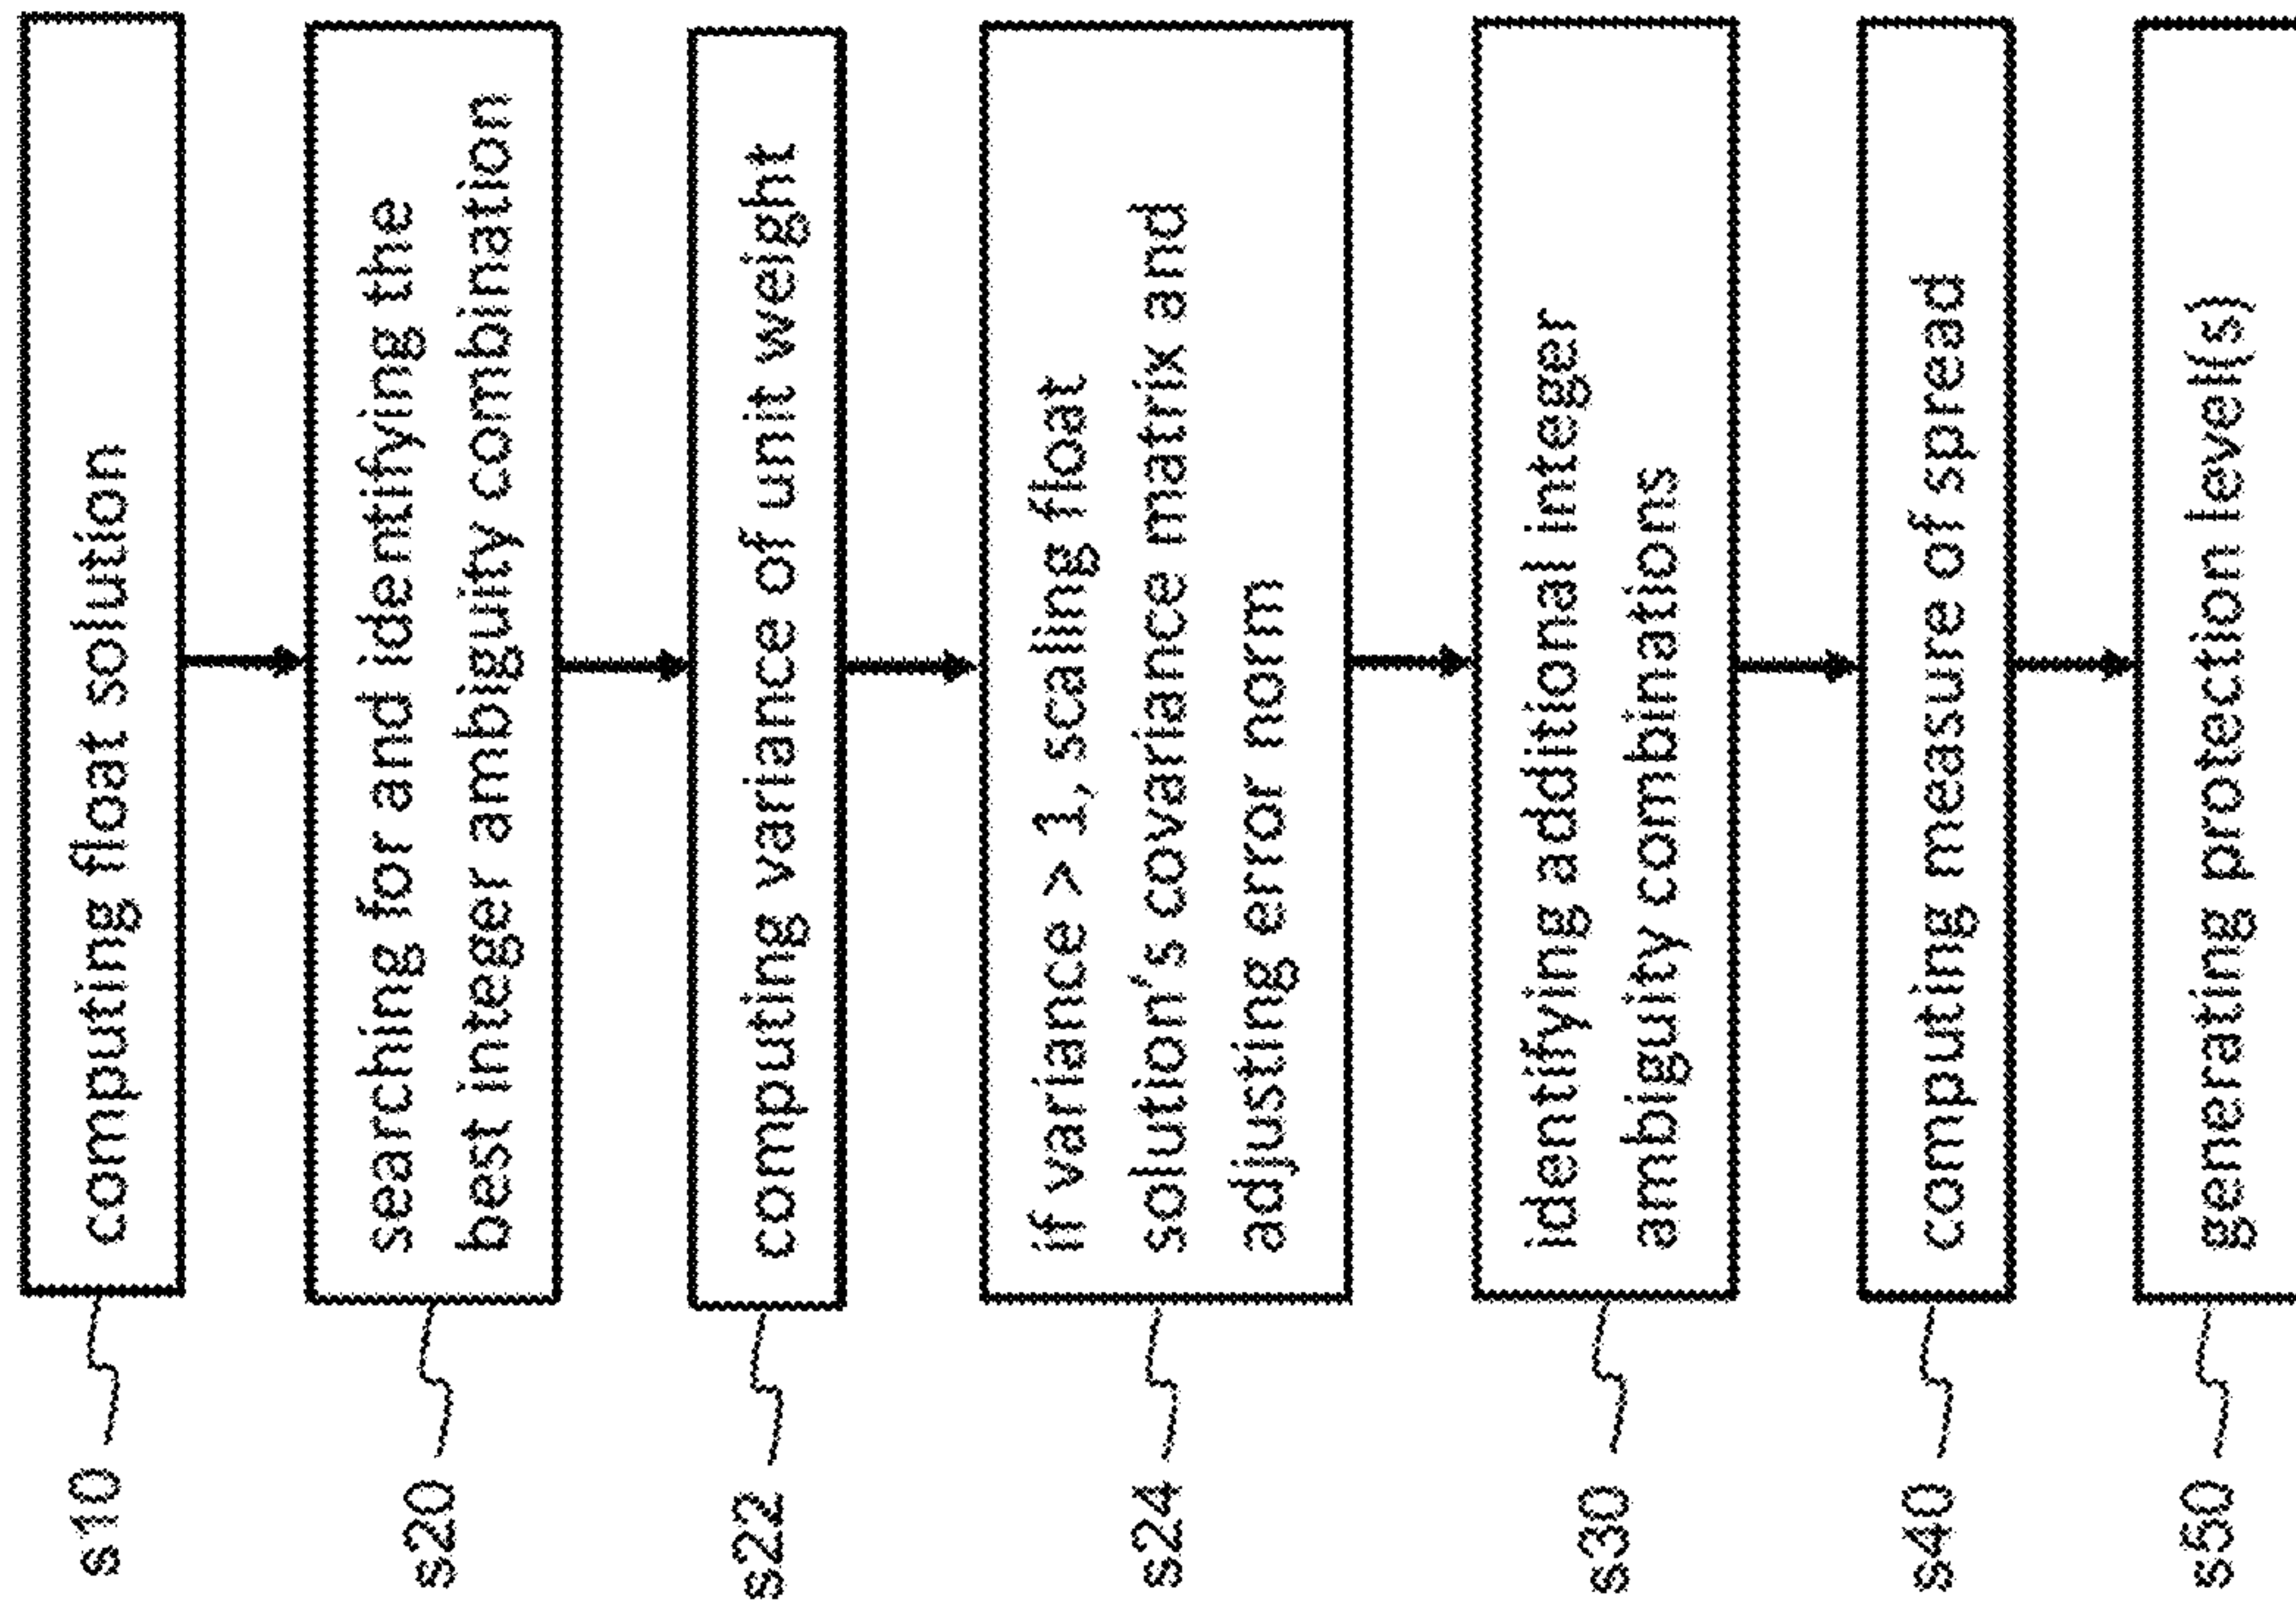 s10
computing float solution
s20
searching for and identifying the
best integer ambiguity combination
s22
computing variance of unit weight
s24
if variance > 1, scaling float
solution's covariance matrix and
adjusting error norm
s30
identifying additional integer
ambiguity combinations
s40
computing measure of spread
s50
generating protection level(s)